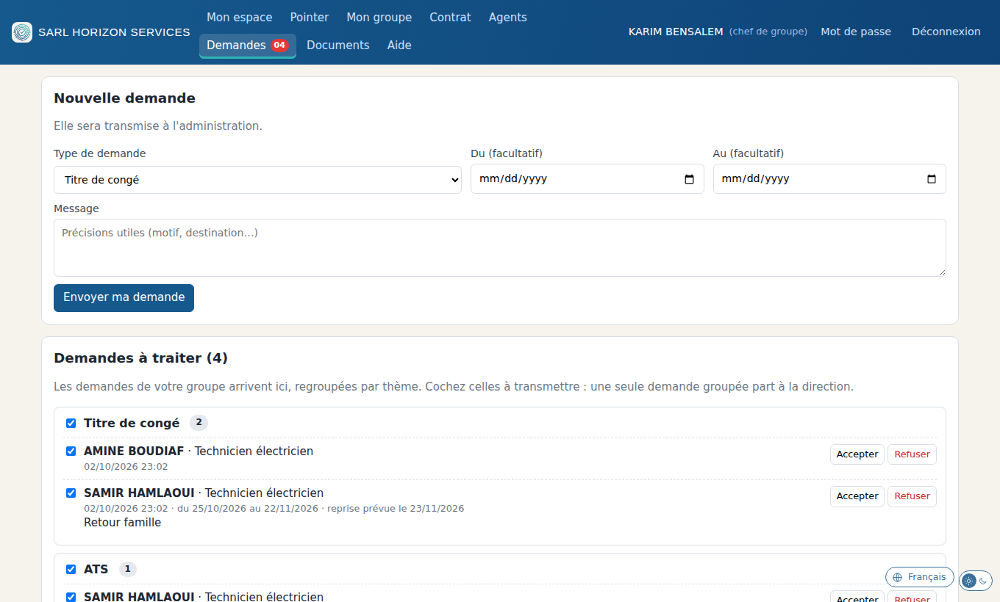 SARL HORIZON SERVICES
Mon espace
Pointer
Mon groupe
Contrat
Agents
Demandes 04
Documents
Aide
KARIM BENSALEM (chef de groupe)
Mot de passe
Déconnexion
Nouvelle demande
Elle sera transmise à l'administration.
Type de demande
Du (facultatif)
Au (facultatif)
Titre de congé
mm/dd/yyyy
mm/dd/yyyy
Message
Précisions utiles (motif, destination…)
Envoyer ma demande
Demandes à traiter (4)
Les demandes de votre groupe arrivent ici, regroupées par thème. Cochez celles à transmettre : une seule demande groupée part à la direction.
Titre de congé 2
AMINE BOUDIAF · Technicien électricien
Accepter
Refuser
02/10/2026 23:02
SAMIR HAMLAOUI · Technicien électricien
Accepter
Refuser
02/10/2026 23:02 · du 25/10/2026 au 22/11/2026 · reprise prévue le 23/11/2026
Retour famille
ATS 1
Français
SAMIR HAMLAOUI · Technicien électricien
Accepter
Refuser